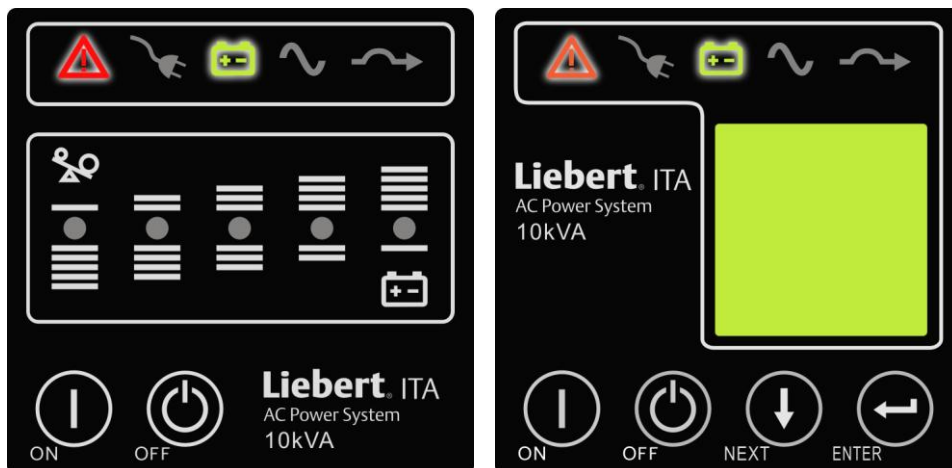 ON
OFF
Liebert® ITA
AC Power System
10kVA
Liebert® ITA
AC Power System
10kVA
ON
OFF
NEXT
ENTER